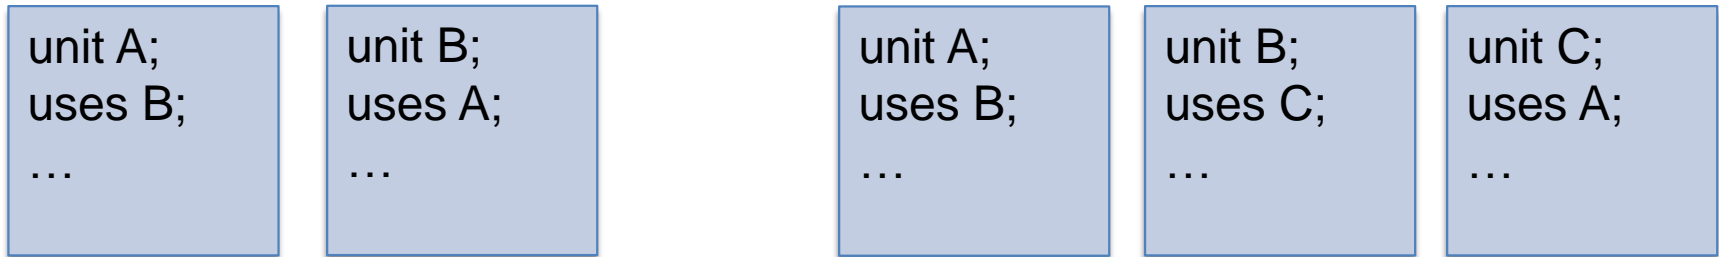 unit A;
uses B;
…
unit B;
uses A;
…
unit A;
uses B;
…
unit B;
uses C;
…
unit C;
uses A;
…